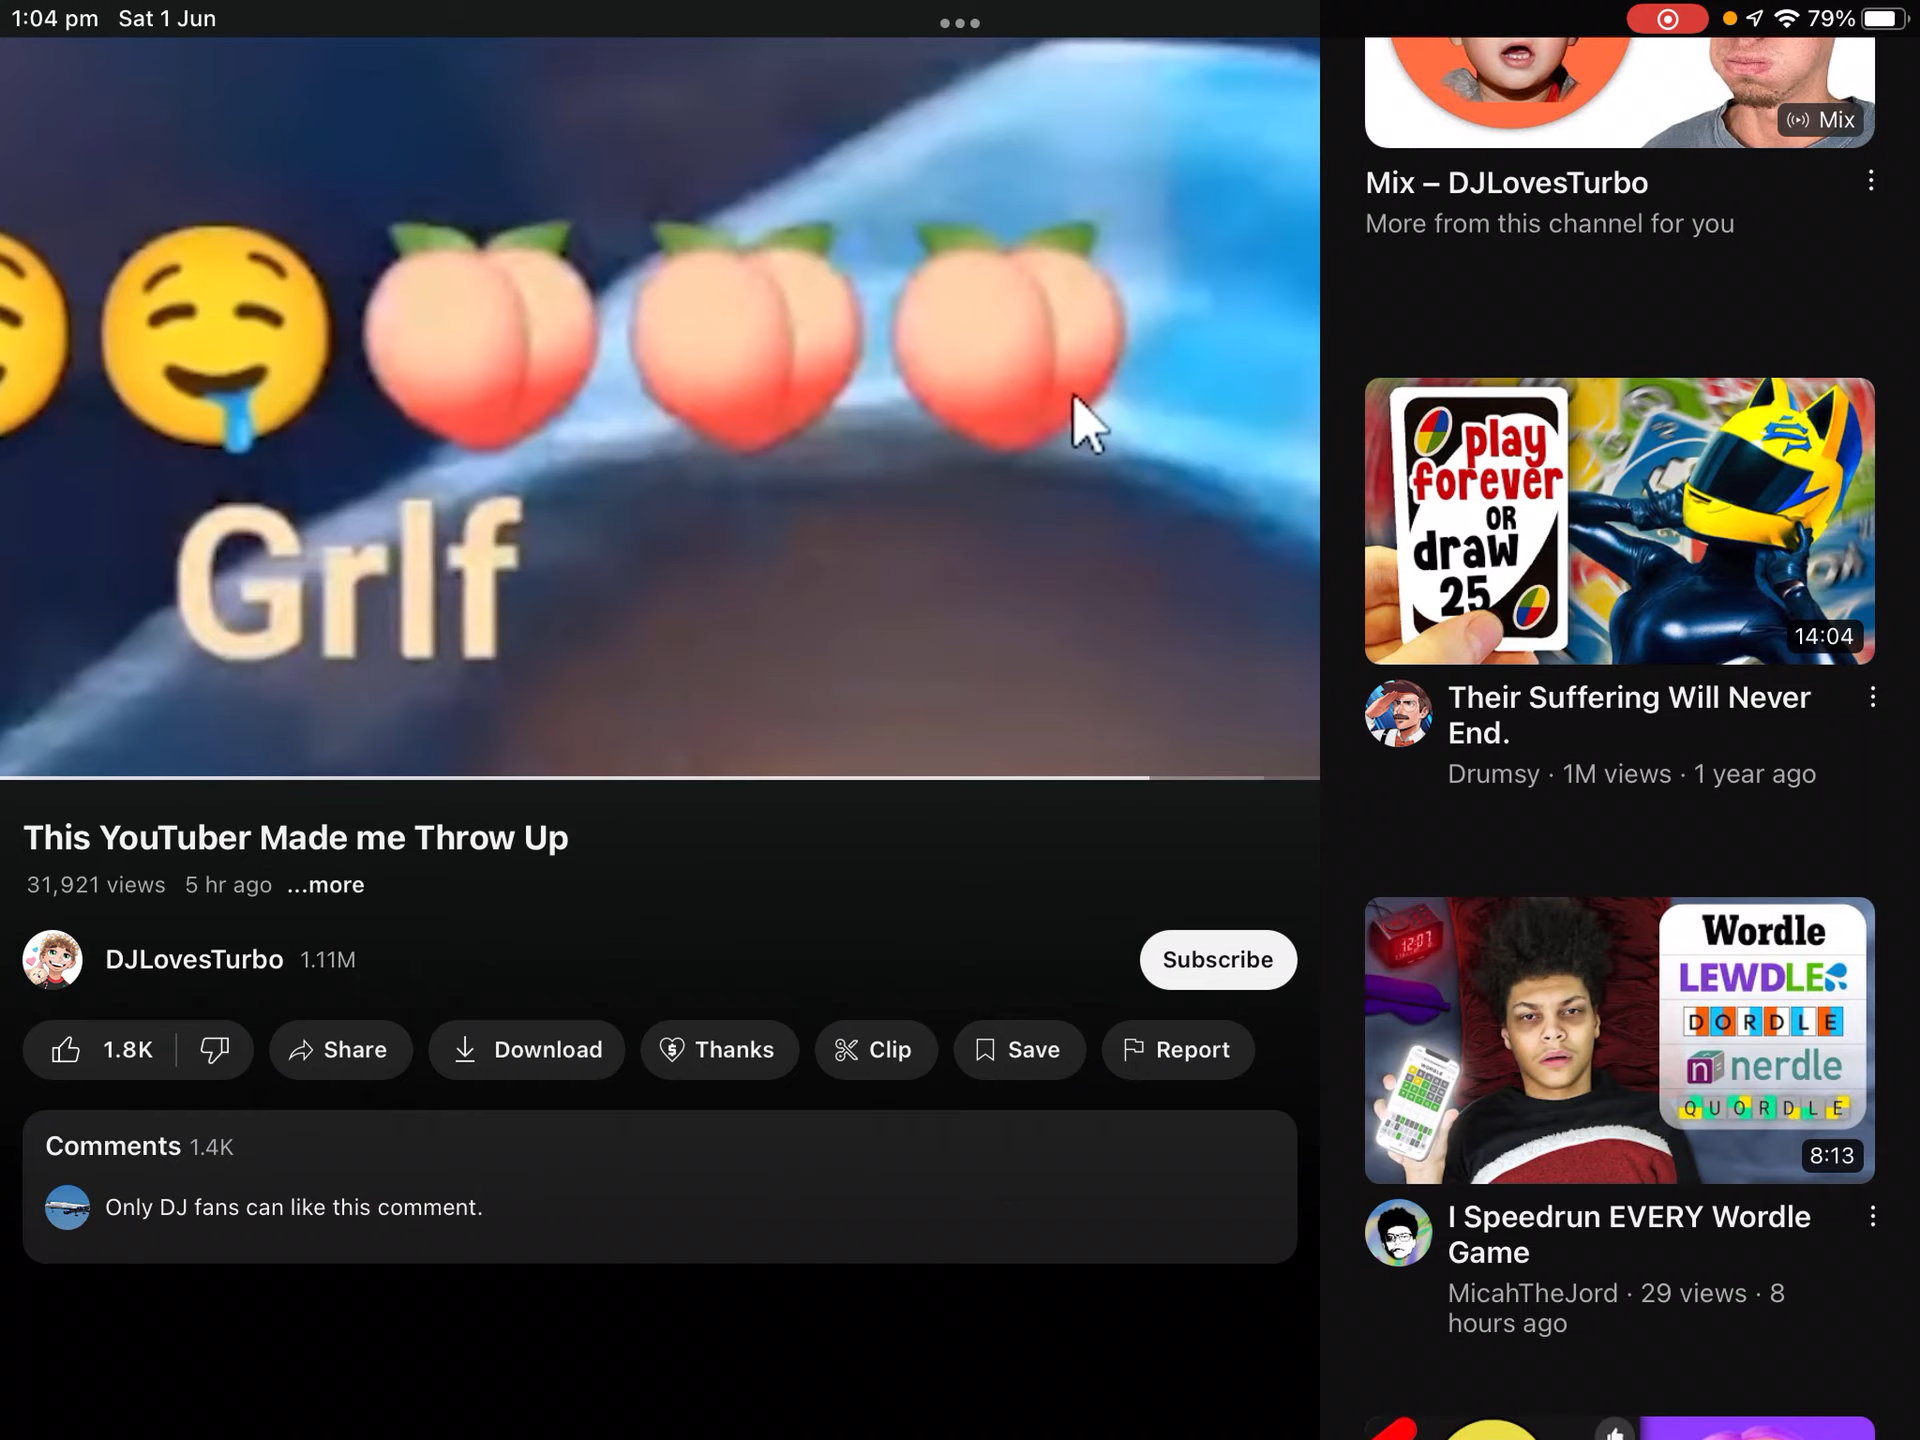 1:04 pm Sat 1 Jun
79%
Grlf
This YouTuber Made me Throw Up
31,921 views 5 hr ago ...more
DJLovesTurbo 1.11M
Subscribe
1.8K
Share
Download
Thanks
Clip
Save
Report
Comments 1.4K
Only DJ fans can like this comment.
Mix
Mix – DJLovesTurbo
More from this channel for you
play
forever
OR
draw
25
14:04
Their Suffering Will Never
End.
Drumsy · 1M views · 1 year ago
12:07
Wordle
LEWDLE
DORDLE
n nerdle
QUORDLE
8:13
I Speedrun EVERY Wordle
Game
MicahTheJord · 29 views · 8
hours ago